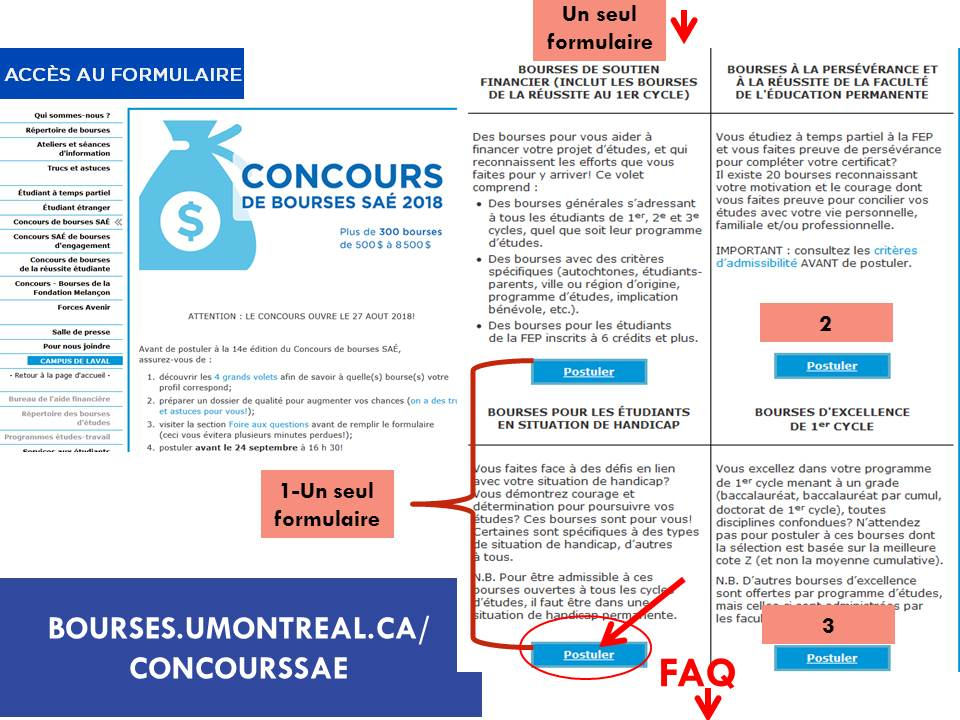 Un seul
formulaire
ACCÈS AU FORMULAIRE
Qui sommes-nous ?
Répertoire de bourses
Ateliers et séances
d'information
Trucs et astuces
Étudiant à temps partiel
Étudiant étranger
Concours de bourses SAÉ
Concours SAÉ de bourses
d'engagement
Concours de bourses
de la réussite étudiante
Concours - Bourses de la
Fondation Melançon
Forces Avenir
Salle de presse
Pour nous joindre
CAMPUS DE LAVAL
- Retour à la page d'accueil -
Bureau de l'aide financière
Répertoire des bourses
d'études
Programmes études-travail
Services aux étudiants
$
CONCOURS
DE BOURSES SAÉ 2018
Plus de 300 bourses
de 500 $ à 8 500 $
ATTENTION : LE CONCOURS OUVRE LE 27 AOUT 2018!
Avant de postuler à la 14e édition du Concours de bourses SAÉ,
assurez-vous de :
1. découvrir les 4 grands volets afin de savoir à quelle(s) bourse(s) votre
profil correspond;
2. préparer un dossier de qualité pour augmenter vos chances (on a des tru
et astuces pour vous!);
3. visiter la section Foire aux questions avant de remplir le formulaire
(ceci vous évitera plusieurs minutes perdues!);
4. postuler avant le 24 septembre à 16 h 30!
1-Un seul
formulaire
BOURSES.UMONTREAL.CA/
CONCOURSSAE
BOURSES DE SOUTIEN
FINANCIER (INCLUT LES BOURSES
DE LA RÉUSSITE AU 1ER CYCLE)
Des bourses pour vous aider à
financer votre projet d'études, et qui
reconnaissent les efforts que vous
faites pour y arriver! Ce volet
comprend :
• Des bourses générales s'adressant
à tous les étudiants de 1er, 2e et 3e
cycles, quel que soit leur programme
d'études.
• Des bourses avec des critères
spécifiques (autochtones, étudiants-
parents, ville ou région d'origine,
programme d'études, implication
bénévole, etc.).
• Des bourses pour les étudiants
de la FEP inscrits à 6 crédits et plus.
Postuler
BOURSES À LA PERSÉVÉRANCE ET
À LA RÉUSSITE DE LA FACULTÉ
DE L'ÉDUCATION PERMANENTE
Vous étudiez à temps partiel à la FEP
et vous faites preuve de persévérance
pour compléter votre certificat?
Il existe 20 bourses reconnaissant
votre motivation et le courage dont
vous faites preuve pour concilier vos
études avec votre vie personnelle,
familiale et/ou professionnelle.
IMPORTANT : consultez les critères
d'admissibilité AVANT de postuler.
2
Postuler
BOURSES POUR LES ÉTUDIANTS
EN SITUATION DE HANDICAP
Vous faites face à des défis en lien
avec votre situation de handicap?
Vous démontrez courage et
détermination pour poursuivre vos
études? Ces bourses sont pour vous!
Certaines sont spécifiques à des types
de situation de handicap, d'autres
à tous.
N.B. Pour être admissible à ces
bourses ouvertes à tous les cycles
d'études, il faut être dans une
situation de handicap permanente.
Postuler
BOURSES D'EXCELLENCE
DE 1er CYCLE
Vous excellez dans votre programme
de 1er cycle menant à un grade
(baccalauréat, baccalauréat par cumul,
doctorat de 1er cycle), toutes
disciplines confondues? N'attendez
pas pour postuler à ces bourses dont
la sélection est basée sur la meilleure
cote Z (et non la moyenne cumulative).
N.B. D'autres bourses d'excellence
sont offertes par programme d'études,
mais celles-ci sont administrées par
les facul
3
Postuler
FAQ